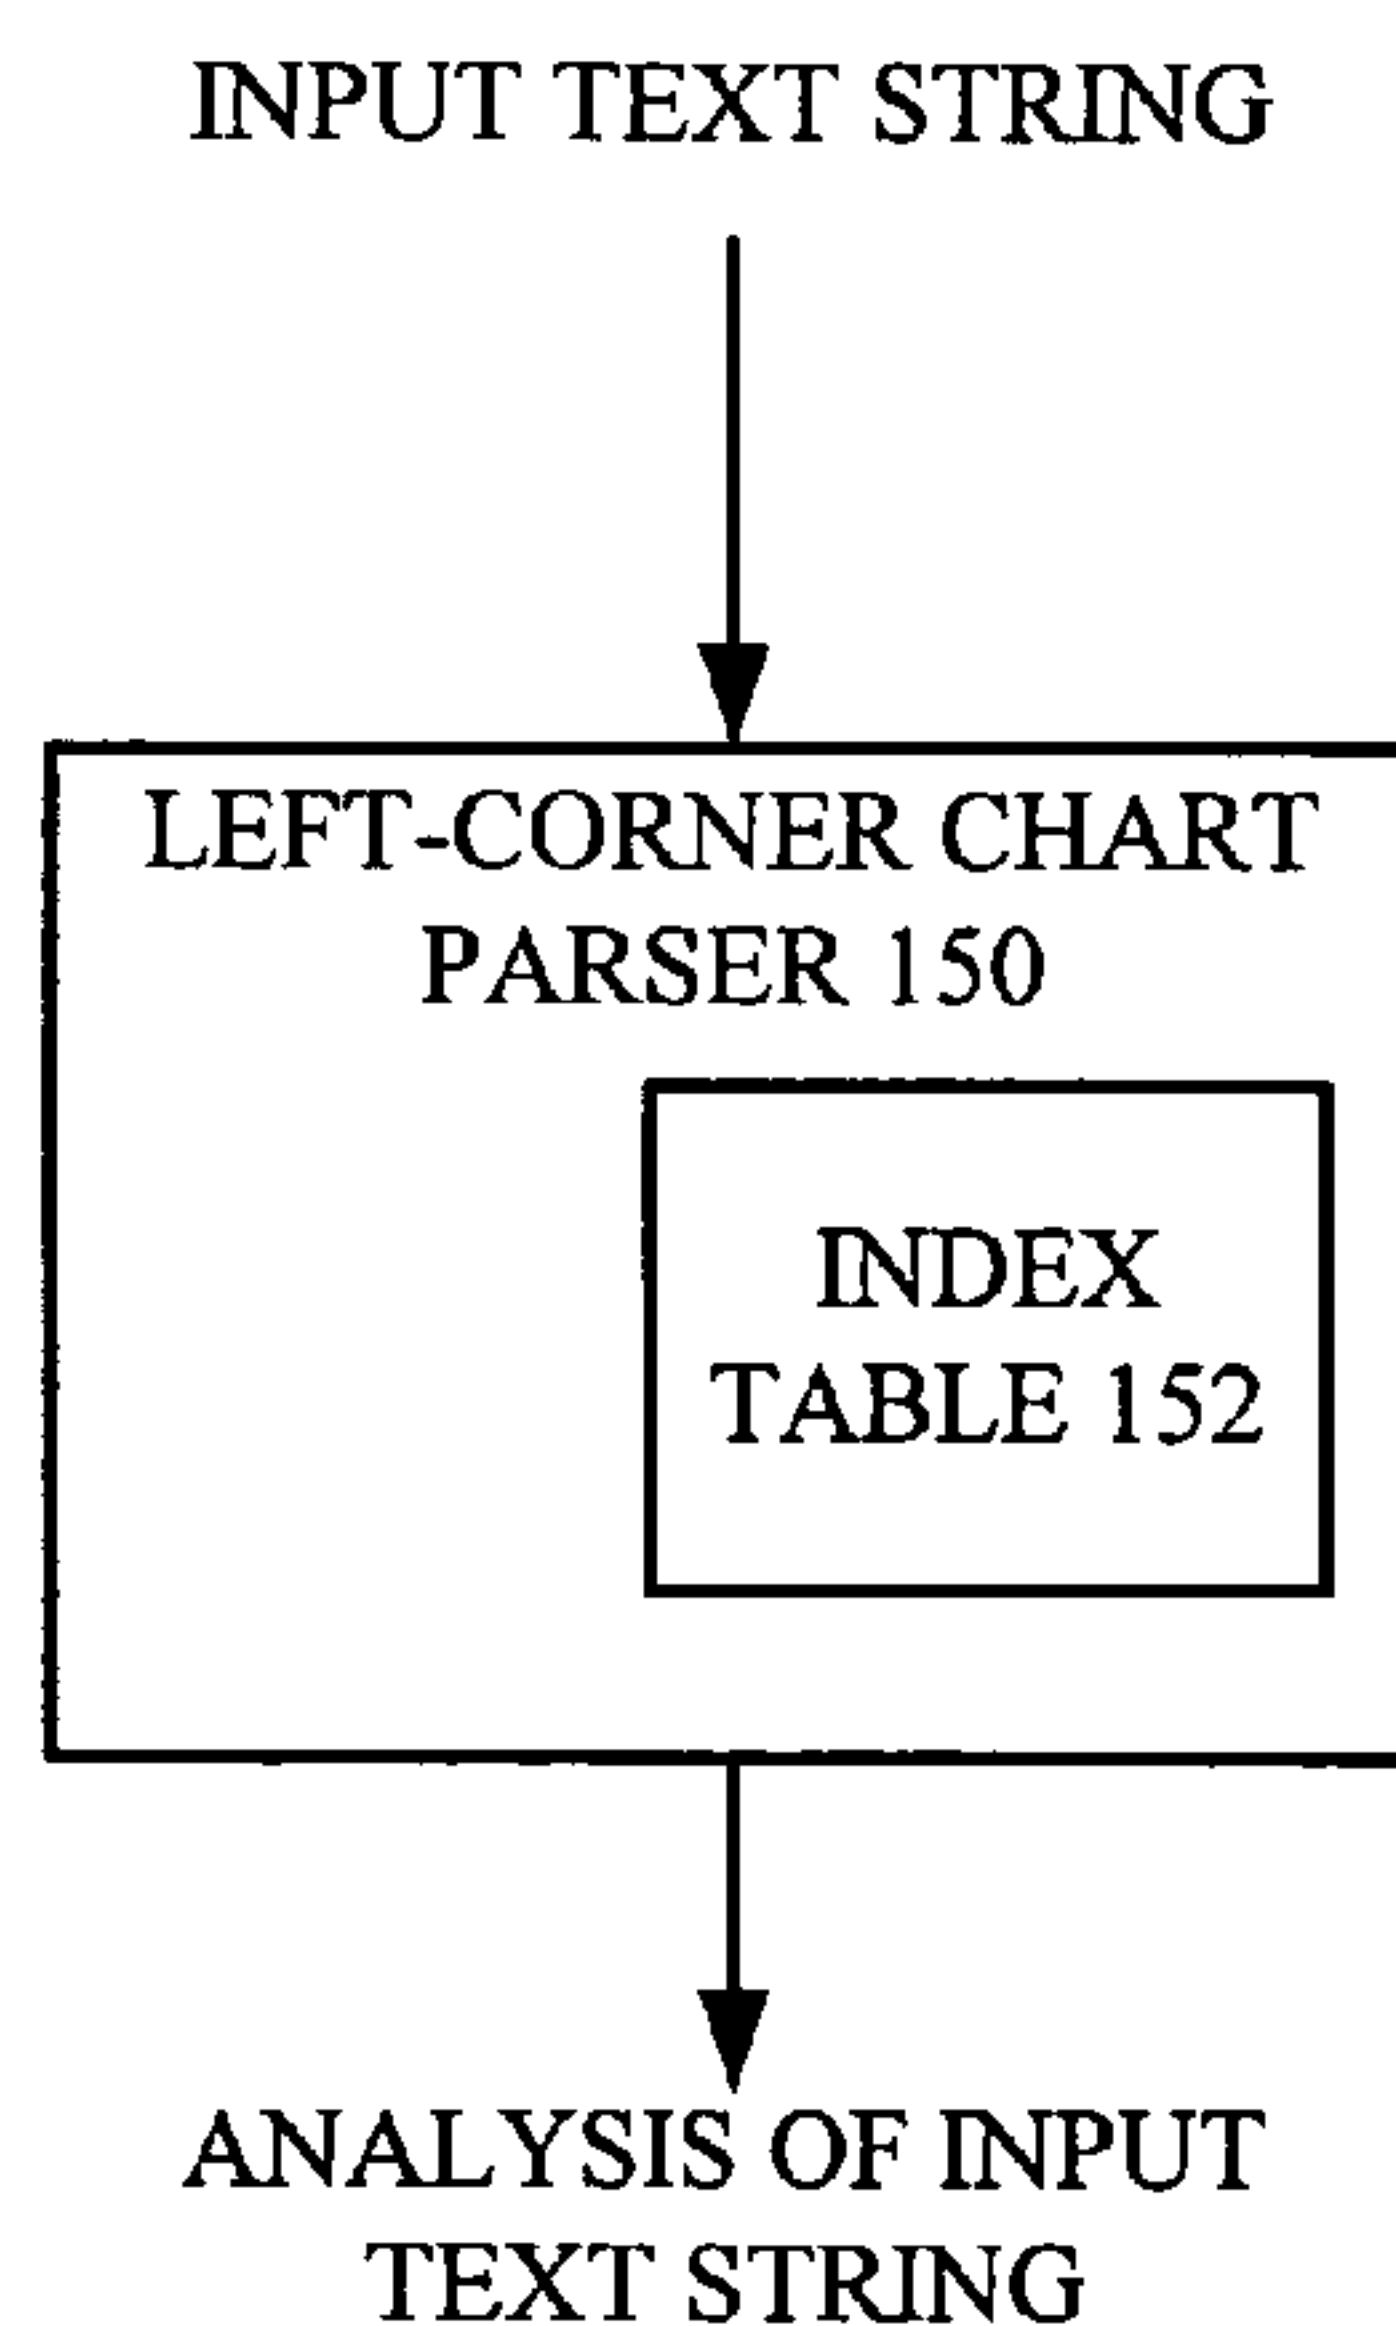 INPUT TEXT STRING
LEFT-CORNER CHART
PARSER 150
INDEX
TABLE 152
ANALYSIS OF INPUT
TEXT STRING